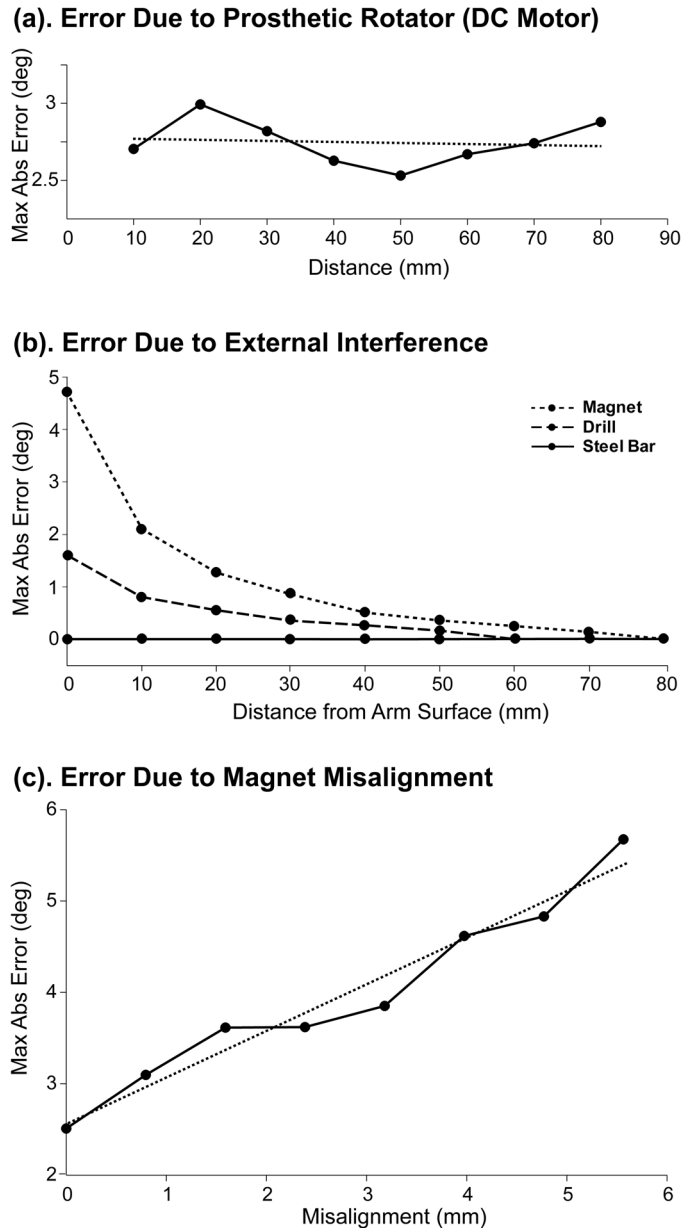 (a). Error Due to Prosthetic Rotator (DC Motor)
Max Abs Error (deg)
3
2.5
0 10 20 30 40 50 60 70 80 90
Distance (mm)
(b). Error Due to External Interference
Max Abs Error (deg)
5
4
3
2
1
0
Magnet
Drill
Steel Bar
0 10 20 30 40 50 60 70 80
Distance from Arm Surface (mm)
(c). Error Due to Magnet Misalignment
Max Abs Error (deg)
6
5
4
3
2
0 1 2 3 4 5 6
Misalignment (mm)